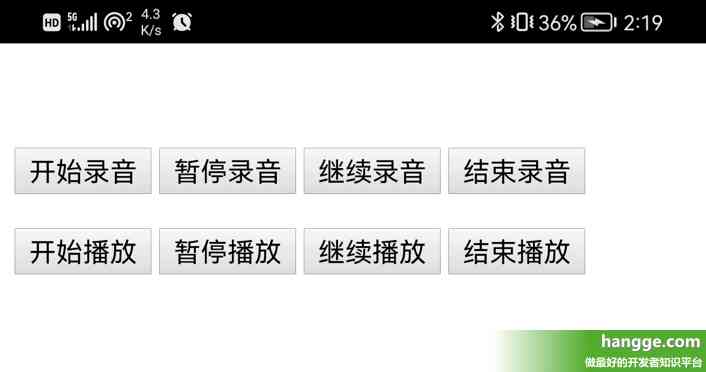 HD 5G 2 4.3 K/s 36% 2:19
开始录音 暂停录音 继续录音 结束录音
开始播放 暂停播放 继续播放 结束播放
hangge.com
做最好的开发者知识平台